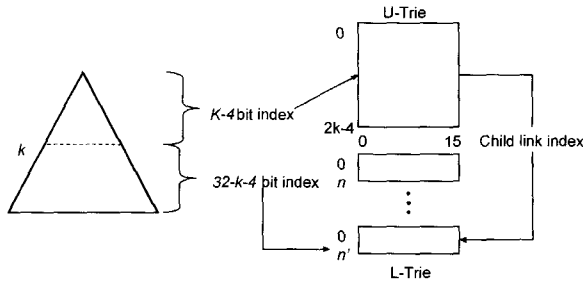 U-Trie
0
K-4 bit index
2k-4
0 15
Child link index
k
0
n
32-k-4 bit index
0
n'
L-Trie